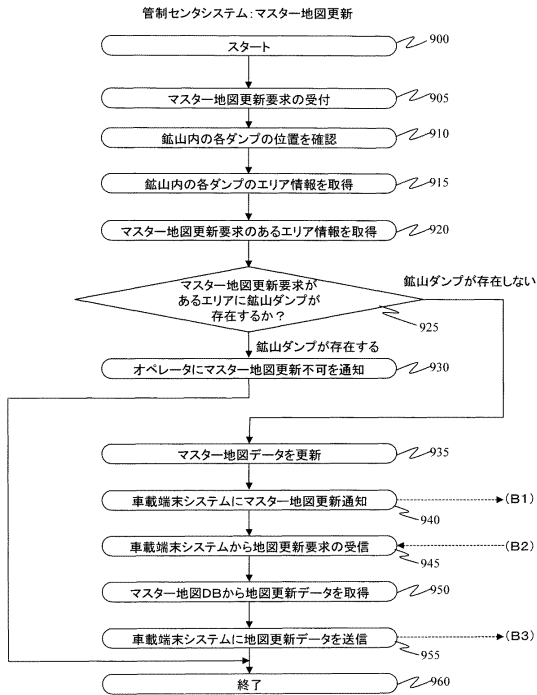 管制センタシステム：マスター地図更新
スタート
900
マスター地図更新要求の受付
905
鉱山内の各ダンプの位置を確認
910
鉱山内の各ダンプのエリア情報を取得
915
マスター地図更新要求のあるエリア情報を取得
920
マスター地図更新要求が
あるエリアに鉱山ダンプが
存在するか？
925
鉱山ダンプが存在しない
鉱山ダンプが存在する
オペレータにマスター地図更新不可を通知
930
マスター地図データを更新
935
車載端末システムにマスター地図更新通知
940
(B1)
車載端末システムから地図更新要求の受信
945
(B2)
マスター地図DBから地図更新データを取得
950
車載端末システムに地図更新データを送信
955
(B3)
終了
960